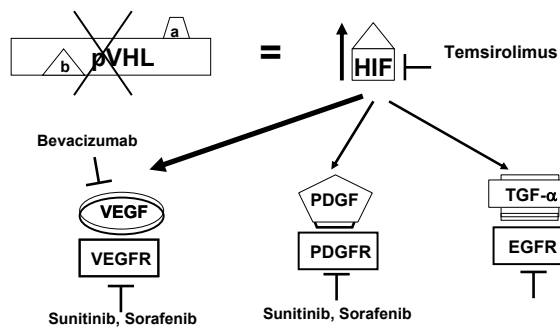 a
pVHL
b
=
HIF
Temsirolimus
Bevacizumab
VEGF
PDGF
TGF-α
VEGFR
PDGFR
EGFR
Sunitinib, Sorafenib
Sunitinib, Sorafenib